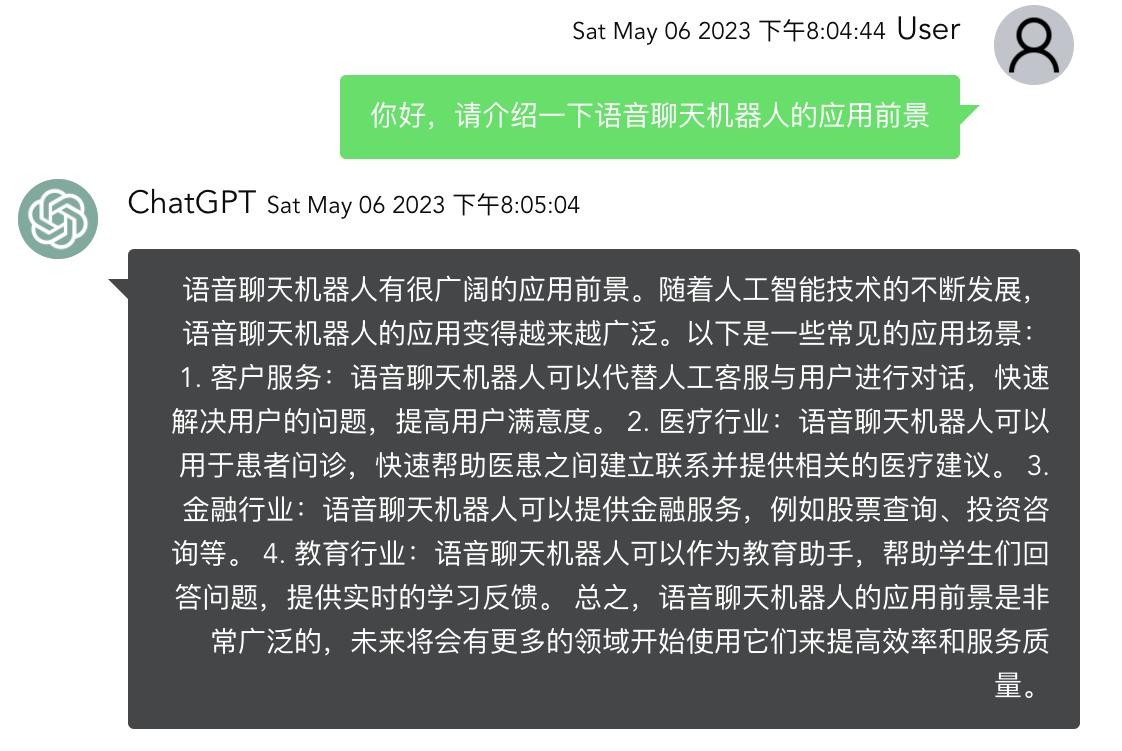 Sat May 06 2023 下午8:04:44 User
你好，请介绍一下语音聊天机器人的应用前景
ChatGPT Sat May 06 2023 下午8:05:04
语音聊天机器人有很广阔的应用前景。随着人工智能技术的不断发展，
语音聊天机器人的应用变得越来越广泛。以下是一些常见的应用场景：
1. 客户服务：语音聊天机器人可以代替人工客服与用户进行对话，快速
解决用户的问题，提高用户满意度。 2. 医疗行业：语音聊天机器人可以
用于患者问诊，快速帮助医患之间建立联系并提供相关的医疗建议。 3.
金融行业：语音聊天机器人可以提供金融服务，例如股票查询、投资咨
询等。 4. 教育行业：语音聊天机器人可以作为教育助手，帮助学生们回
答问题，提供实时的学习反馈。 总之，语音聊天机器人的应用前景是非
常广泛的，未来将会有更多的领域开始使用它们来提高效率和服务质
量。